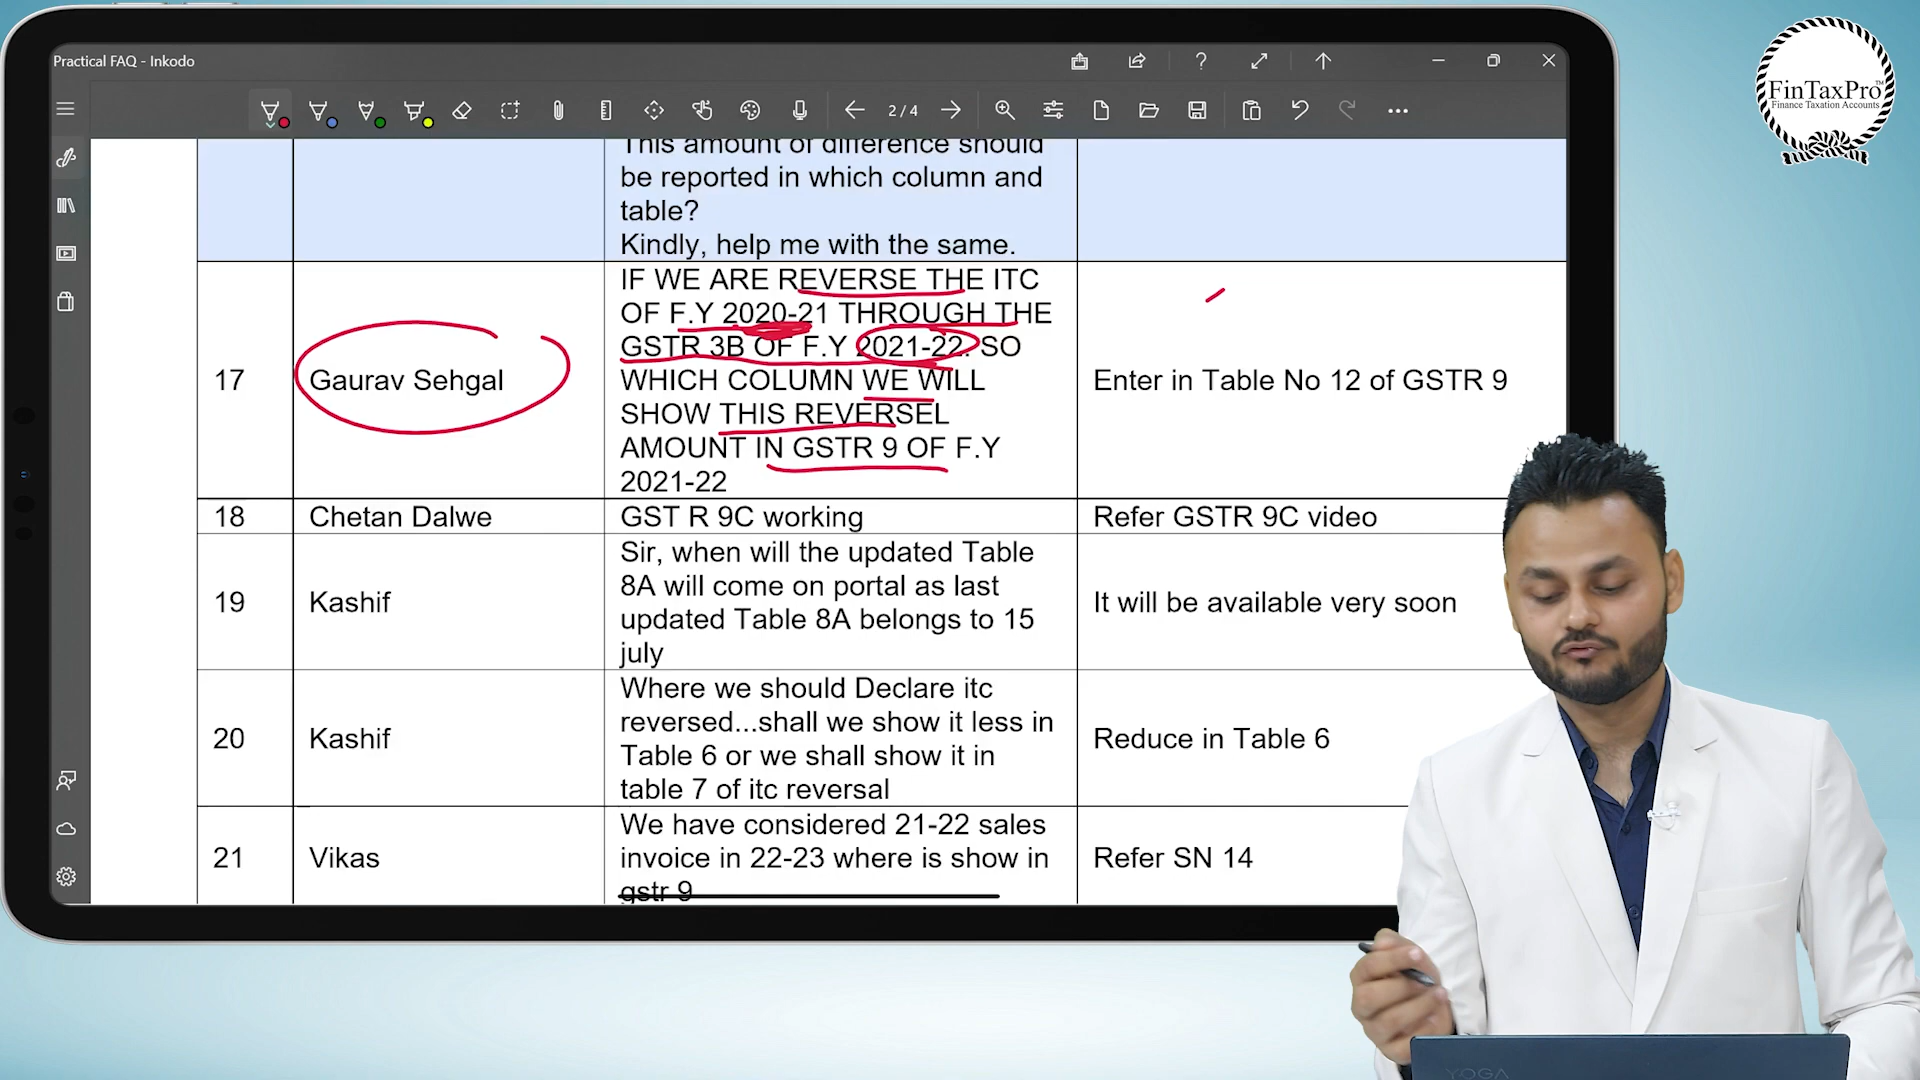 Practical FAQ - Inkodo
2/4
FinTaxPro™
Finance Taxation Accounts
This amount of difference should
be reported in which column and
table?
Kindly, help me with the same.
17
Gaurav Sehgal
IF WE ARE REVERSE THE ITC
OF F.Y 2020-21 THROUGH THE
GSTR 3B OF F.Y 2021-22. SO
WHICH COLUMN WE WILL
SHOW THIS REVERSEL
AMOUNT IN GSTR 9 OF F.Y
2021-22
Enter in Table No 12 of GSTR 9
18
Chetan Dalwe
GST R 9C working
Refer GSTR 9C video
19
Kashif
Sir, when will the updated Table
8A will come on portal as last
updated Table 8A belongs to 15
july
It will be available very soon
20
Kashif
Where we should Declare itc
reversed...shall we show it less in
Table 6 or we shall show it in
table 7 of itc reversal
Reduce in Table 6
21
Vikas
We have considered 21-22 sales
invoice in 22-23 where is show in
gstr 9
Refer SN 14
YOGA